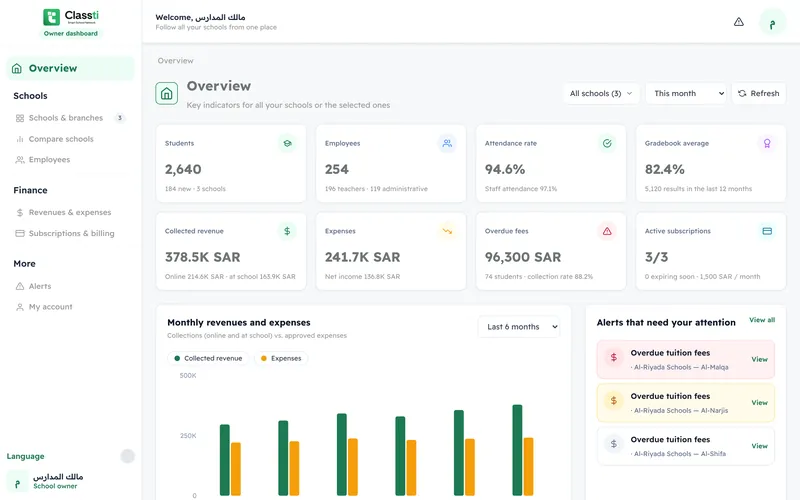 Classti
Smart School Network
Owner dashboard
Overview
Schools
Schools & branches
3
Compare schools
Employees
Finance
Revenues & expenses
Subscriptions & billing
More
Alerts
My account
Language
م
مالك المدارس
School owner
Welcome, مالك المدارس
Follow all your schools from one place
م
Overview
Overview
Key indicators for all your schools or the selected ones
All schools (3)
This month
Refresh
Students
2,640
184 new · 3 schools
Employees
254
196 teachers · 119 administrative
Attendance rate
94.6%
Staff attendance 97.1%
Gradebook average
82.4%
5,120 results in the last 12 months
Collected revenue
378.5K SAR
Online 214.6K SAR · at school 163.9K SAR
Expenses
241.7K SAR
Net income 136.8K SAR
Overdue fees
96,300 SAR
74 students · collection rate 88.2%
Active subscriptions
3/3
0 expiring soon · 1,500 SAR / month
Monthly revenues and expenses
Collections (online and at school) vs. approved expenses
Last 6 months
Collected revenue
Expenses
500K
250K
0
Alerts that need your attention
View all
Overdue tuition fees
· Al-Riyada Schools — Al-Malqa
View
Overdue tuition fees
· Al-Riyada Schools — Al-Narjis
View
Overdue tuition fees
· Al-Riyada Schools — Al-Shifa
View